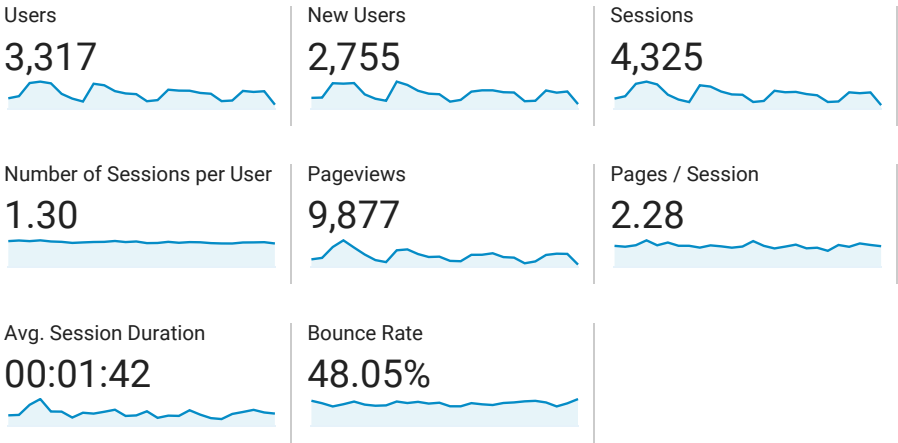 Users
3,317
New Users
2,755
Sessions
4,325
Number of Sessions per User
1.30
Pageviews
9,877
Pages / Session
2.28
Avg. Session Duration
00:01:42
Bounce Rate
48.05%